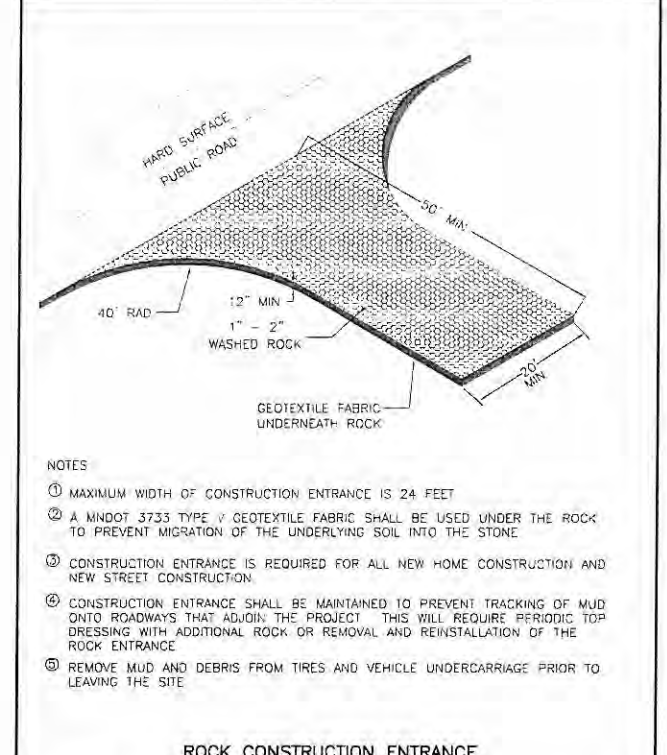 HARD SURFACE
PUBLIC ROAD
50' MIN
40' RAD
12" MIN
1" - 2"
WASHED ROCK
20'
MIN
GEOTEXTILE FABRIC
UNDERNEATH ROCK
NOTES
① MAXIMUM WIDTH OF CONSTRUCTION ENTRANCE IS 24 FEET
② A MNDOT 3733 TYPE V GEOTEXTILE FABRIC SHALL BE USED UNDER THE ROCK
TO PREVENT MIGRATION OF THE UNDERLYING SOIL INTO THE STONE
③ CONSTRUCTION ENTRANCE IS REQUIRED FOR ALL NEW HOME CONSTRUCTION AND
NEW STREET CONSTRUCTION.
④ CONSTRUCTION ENTRANCE SHALL BE MAINTAINED TO PREVENT TRACKING OF MUD
ONTO ROADWAYS THAT ADJOIN THE PROJECT THIS WILL REQUIRE PERIODIC TOP
DRESSING WITH ADDITIONAL ROCK OR REMOVAL AND REINSTALLATION OF THE
ROCK ENTRANCE
⑤ REMOVE MUD AND DEBRIS FROM TIRES AND VEHICLE UNDERCARRIAGE PRIOR TO
LEAVING THE SITE
ROCK CONSTRUCTION ENTRANCE